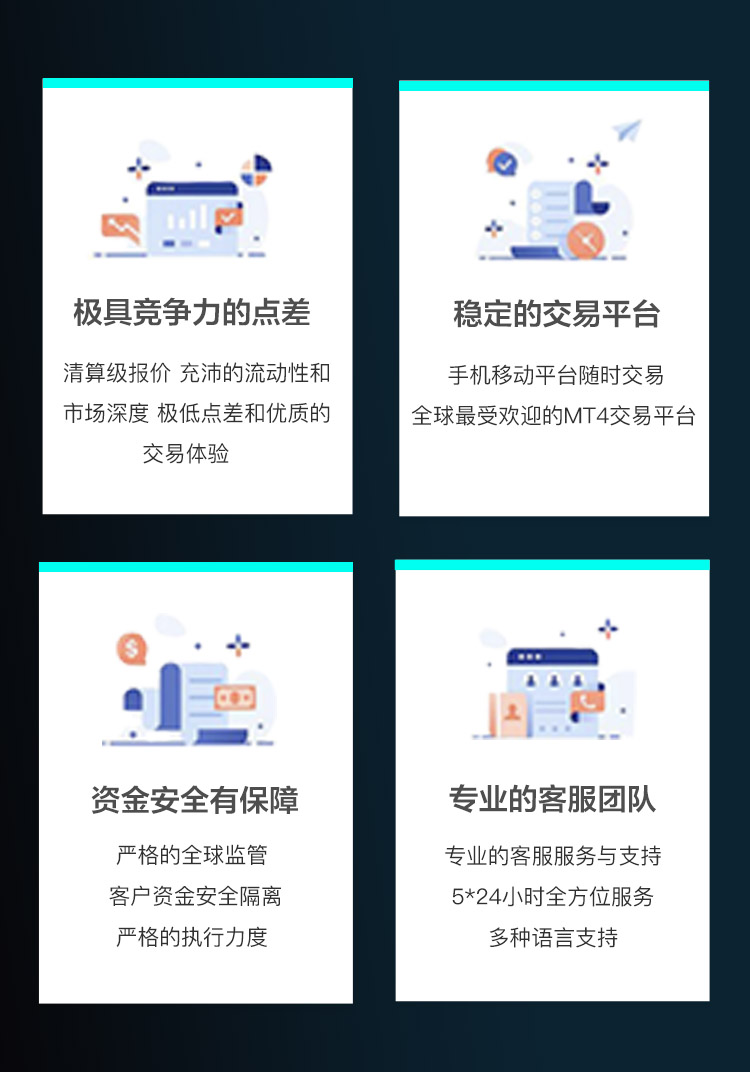 极具竞争力的点差
清算级报价 充沛的流动性和
市场深度 极低点差和优质的
交易体验
稳定的交易平台
手机移动平台随时交易
全球最受欢迎的MT4交易平台
资金安全有保障
严格的全球监管
客户资金安全隔离
严格的执行力度
专业的客服团队
专业的客服服务与支持
5*24小时全方位服务
多种语言支持